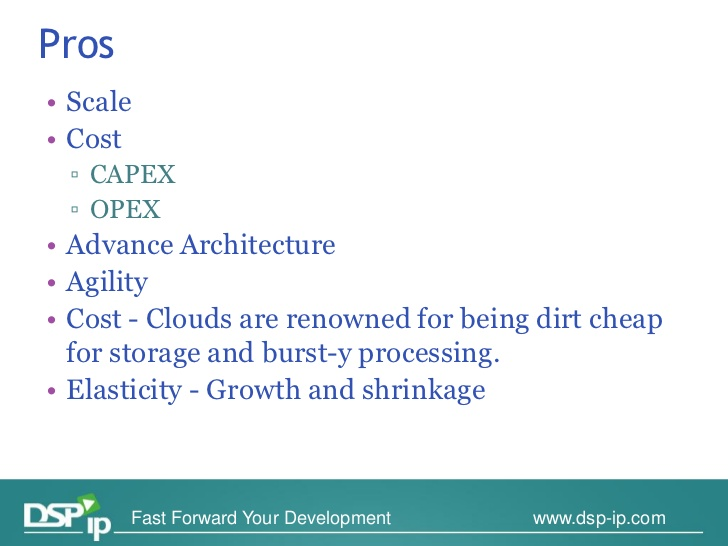 Pros
• Scale
• Cost
▫ CAPEX
▫ OPEX
• Advance Architecture
• Agility
• Cost - Clouds are renowned for being dirt cheap
for storage and burst-y processing.
• Elasticity - Growth and shrinkage
DSP ip Fast Forward Your Development www.dsp-ip.com